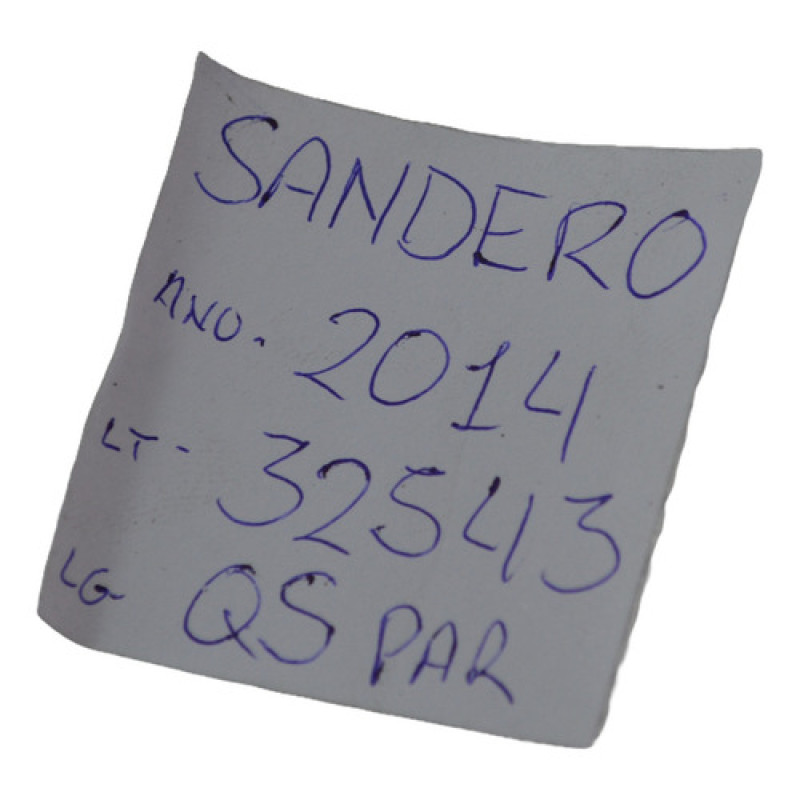 SANDERO
ANO. 2014
LT- 32543
LG QS PAR